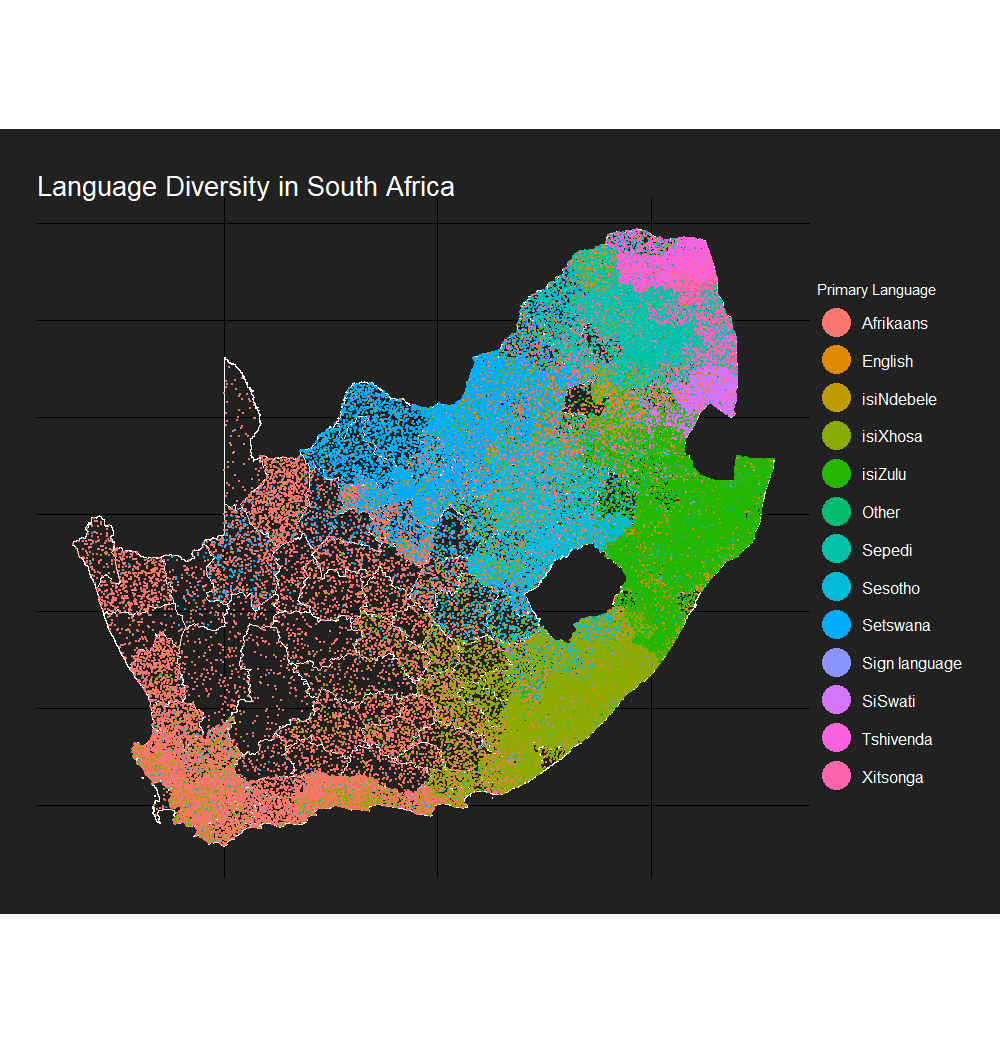 Language Diversity in South Africa
Primary Language
Afrikaans
English
isiNdebele
isiXhosa
isiZulu
Other
Sepedi
Sesotho
Setswana
Sign language
SiSwati
Tshivenda
Xitsonga